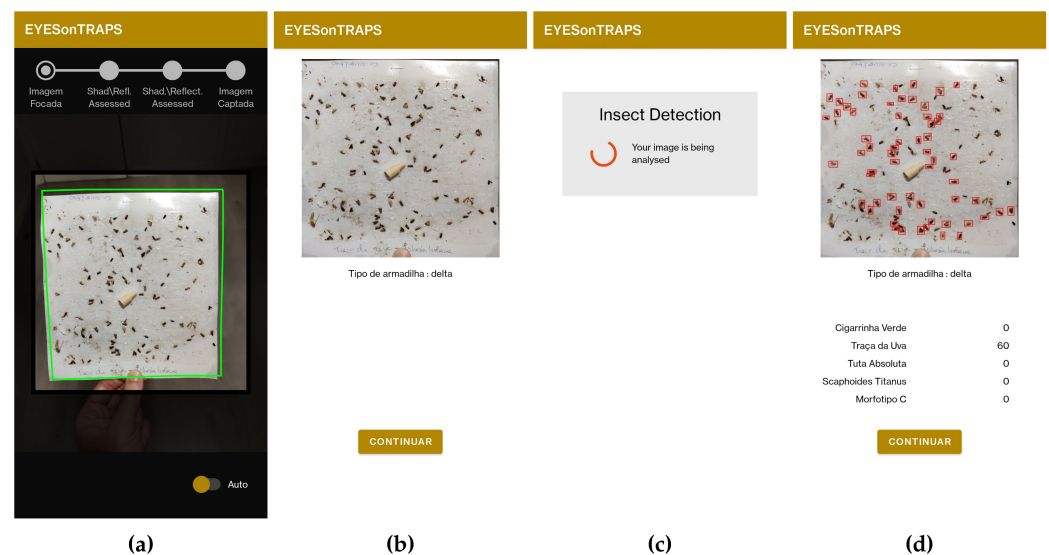 EYESonTRAPS
Imagem Focada
Shad\Refl. Assessed
Shad.\Reflect. Assessed
Imagem Captada
Auto
(a)
EYESonTRAPS
Tipo de armadilha : delta
CONTINUAR
(b)
EYESonTRAPS
Insect Detection
Your image is being
analysed
(c)
EYESonTRAPS
Tipo de armadilha : delta
Cigarrinha Verde 0
Traça da Uva 60
Tuta Absoluta 0
Scaphoides Titanus 0
Morfotipo C 0
CONTINUAR
(d)